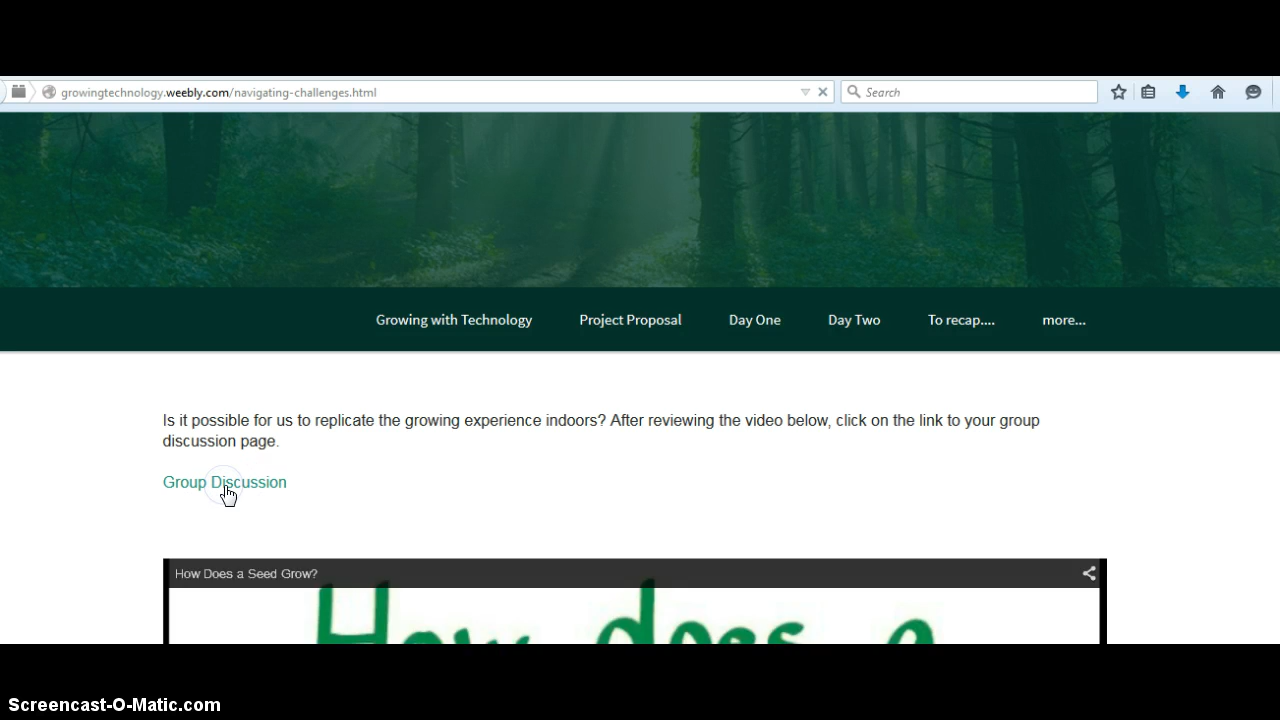 growingtechnology.weebly.com/navigating-challenges.html
Search
Growing with Technology
Project Proposal
Day One
Day Two
To recap....
more...
Is it possible for us to replicate the growing experience indoors? After reviewing the video below, click on the link to your group
discussion page.
Group Discussion
How Does a Seed Grow?
How does a
Screencast-O-Matic.com